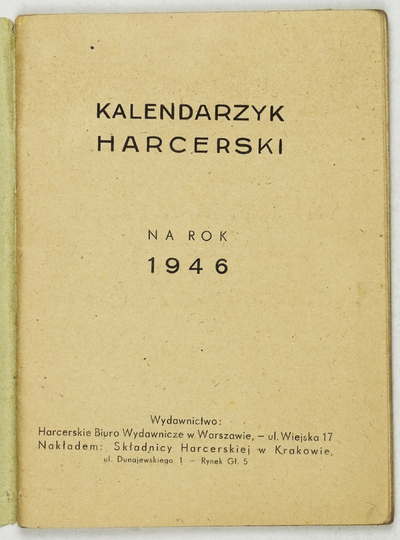 KALENDARZYK
HARCERSKI
NA ROK
1946
Wydawnictwo:
Harcerskie Biuro Wydawnicze w Warszawie, – ul. Wiejska 17
Nakładem: Składnicy Harcerskiej w Krakowie,
ul. Dunajewskiego 1 – Rynek Gł. 5